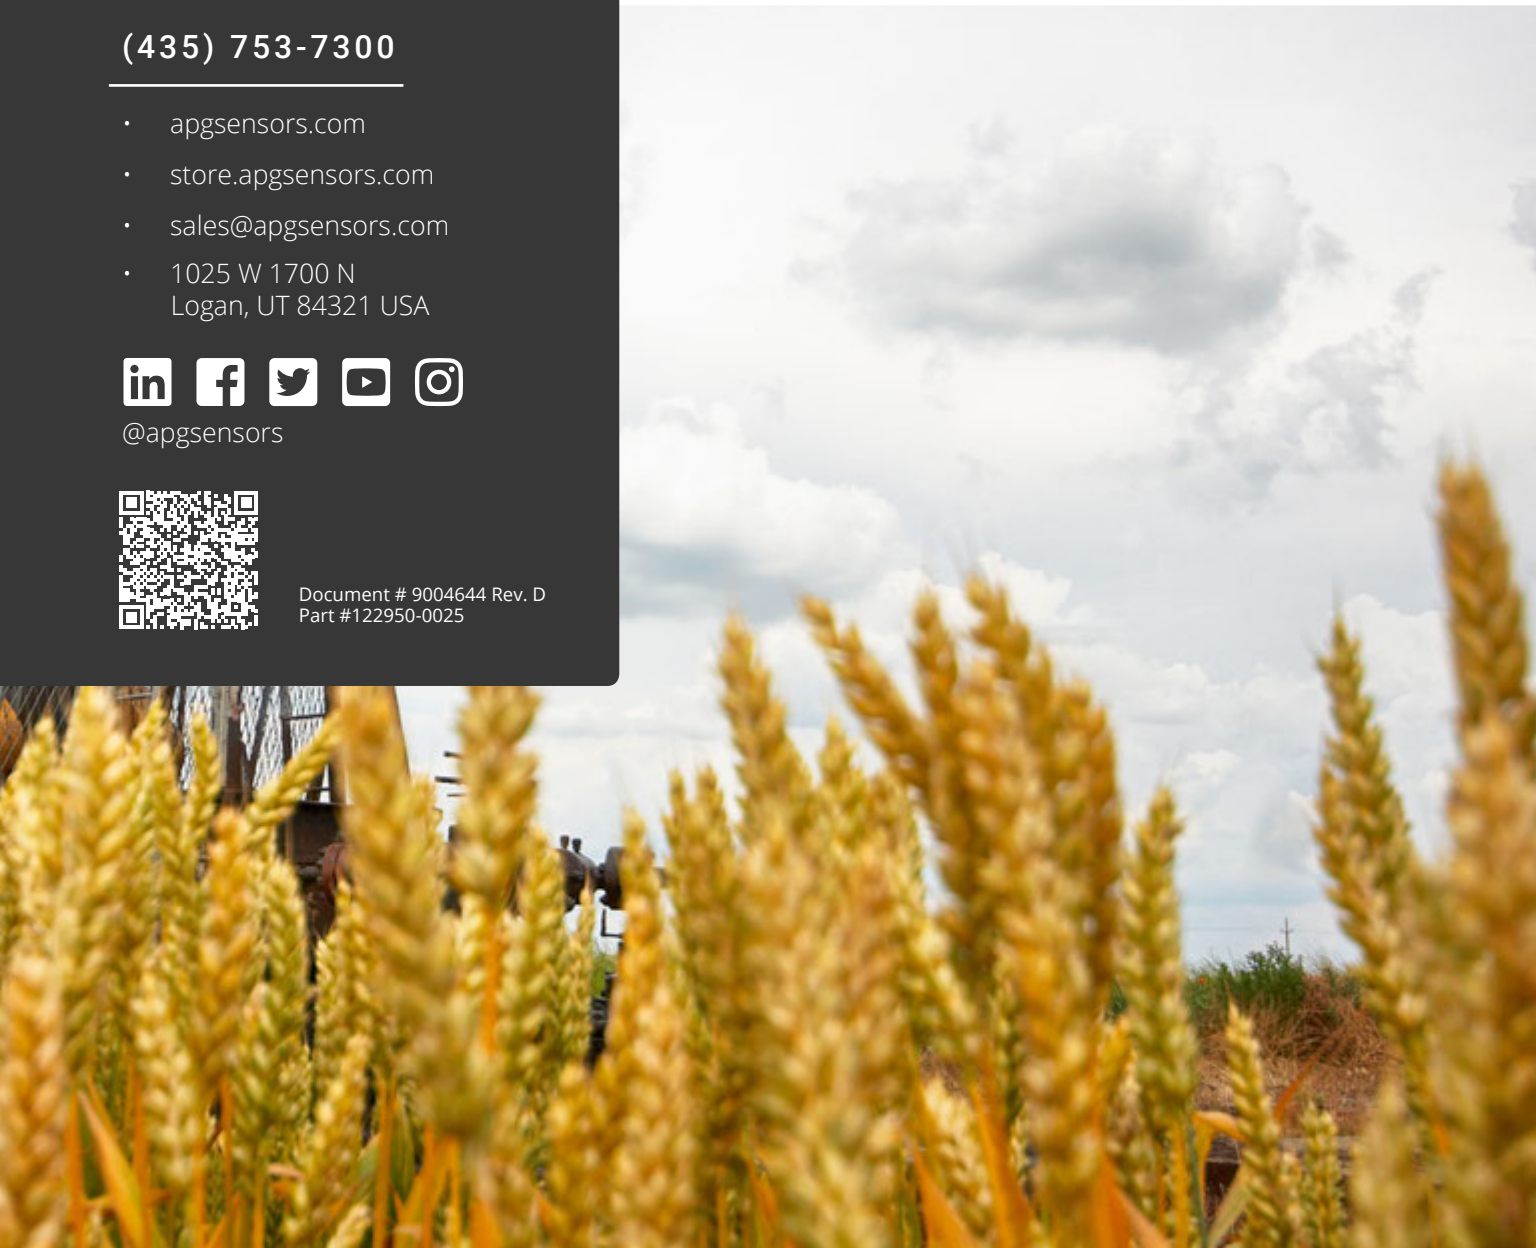 (435) 753-7300
• apgsensors.com
• store.apgsensors.com
• sales@apgsensors.com
• 1025 W 1700 N
Logan, UT 84321 USA
in
@apgsensors
Document # 9004644 Rev. D
Part #122950-0025